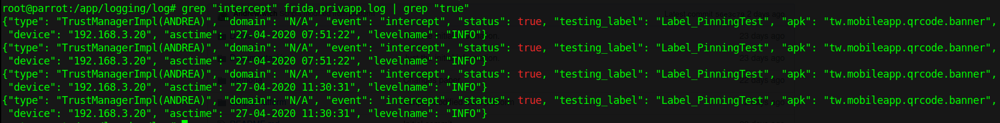 root@parrot:/app/logging/log# grep "intercept" frida.privapp.log | grep "true"
{"type": "TrustManagerImpl(ANDREA)", "domain": "N/A", "event": "intercept", "status": true, "testing_label": "Label_PinningTest", "apk": "tw.mobileapp.qrcode.banner",
"device": "192.168.3.20", "asctime": "27-04-2020 07:51:22", "levelname": "INFO"}
{"type": "TrustManagerImpl(ANDREA)", "domain": "N/A", "event": "intercept", "status": true, "testing_label": "Label_PinningTest", "apk": "tw.mobileapp.qrcode.banner",
"device": "192.168.3.20", "asctime": "27-04-2020 07:51:22", "levelname": "INFO"}
{"type": "TrustManagerImpl(ANDREA)", "domain": "N/A", "event": "intercept", "status": true, "testing_label": "Label_PinningTest", "apk": "tw.mobileapp.qrcode.banner",
"device": "192.168.3.20", "asctime": "27-04-2020 11:30:31", "levelname": "INFO"}
{"type": "TrustManagerImpl(ANDREA)", "domain": "N/A", "event": "intercept", "status": true, "testing_label": "Label_PinningTest", "apk": "tw.mobileapp.qrcode.banner",
"device": "192.168.3.20", "asctime": "27-04-2020 11:30:31", "levelname": "INFO"}